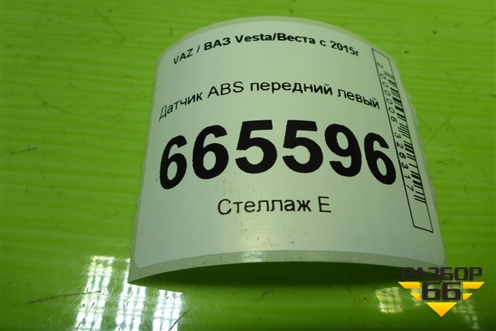 VAZ / ВАЗ Vesta/Веста с 2015г
Датчик ABS передний левый
665596
Стеллаж Е
РАЗБОР
66